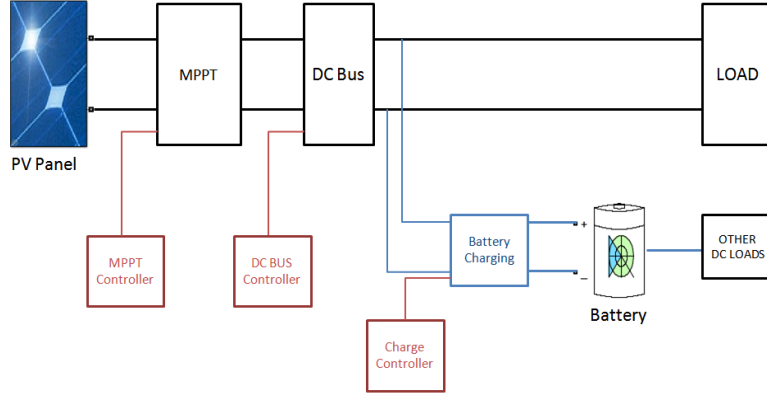 MPPT
DC Bus
LOAD
PV Panel
MPPT
Controller
DC BUS
Controller
Battery
Charging
+
–
Battery
OTHER
DC LOADS
Charge
Controller